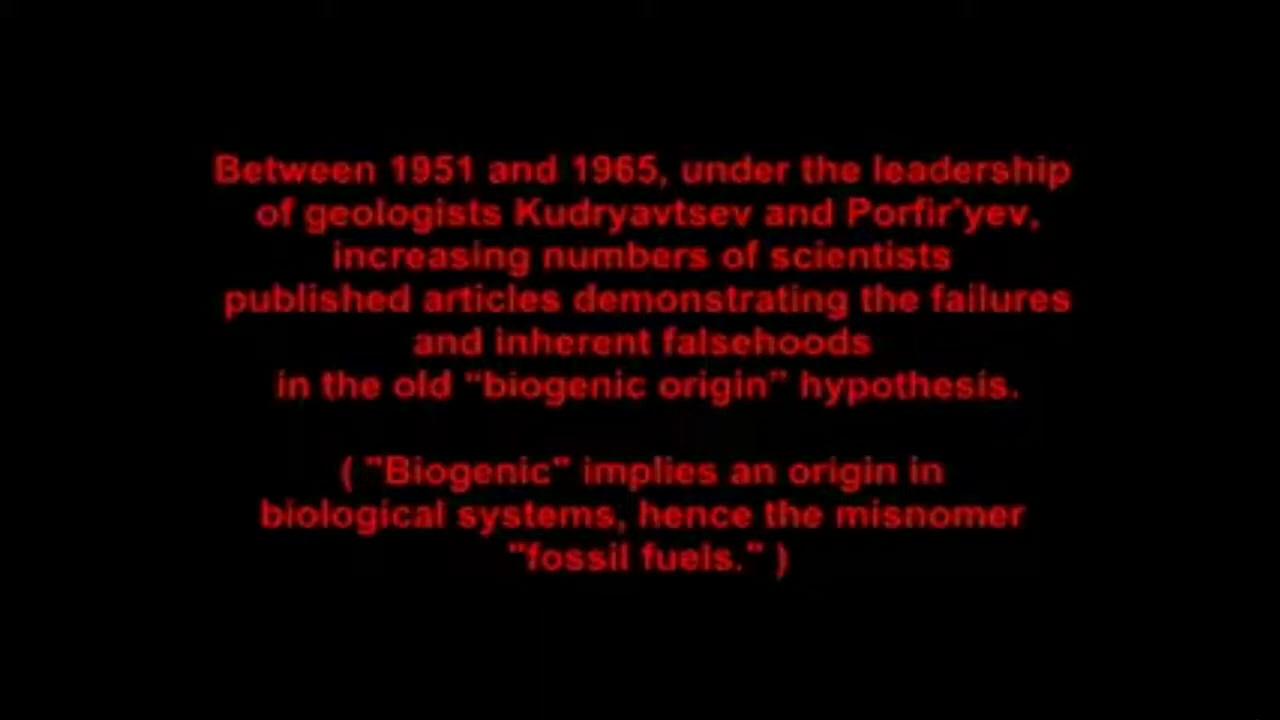 Between 1951 and 1965, under the leadership
of geologists Kudryavtsev and Porfir'yev,
increasing numbers of scientists
published articles demonstrating the failures
and inherent falsehoods
in the old "biogenic origin" hypothesis.
( "Biogenic" implies an origin in
biological systems, hence the misnomer
"fossil fuels." )